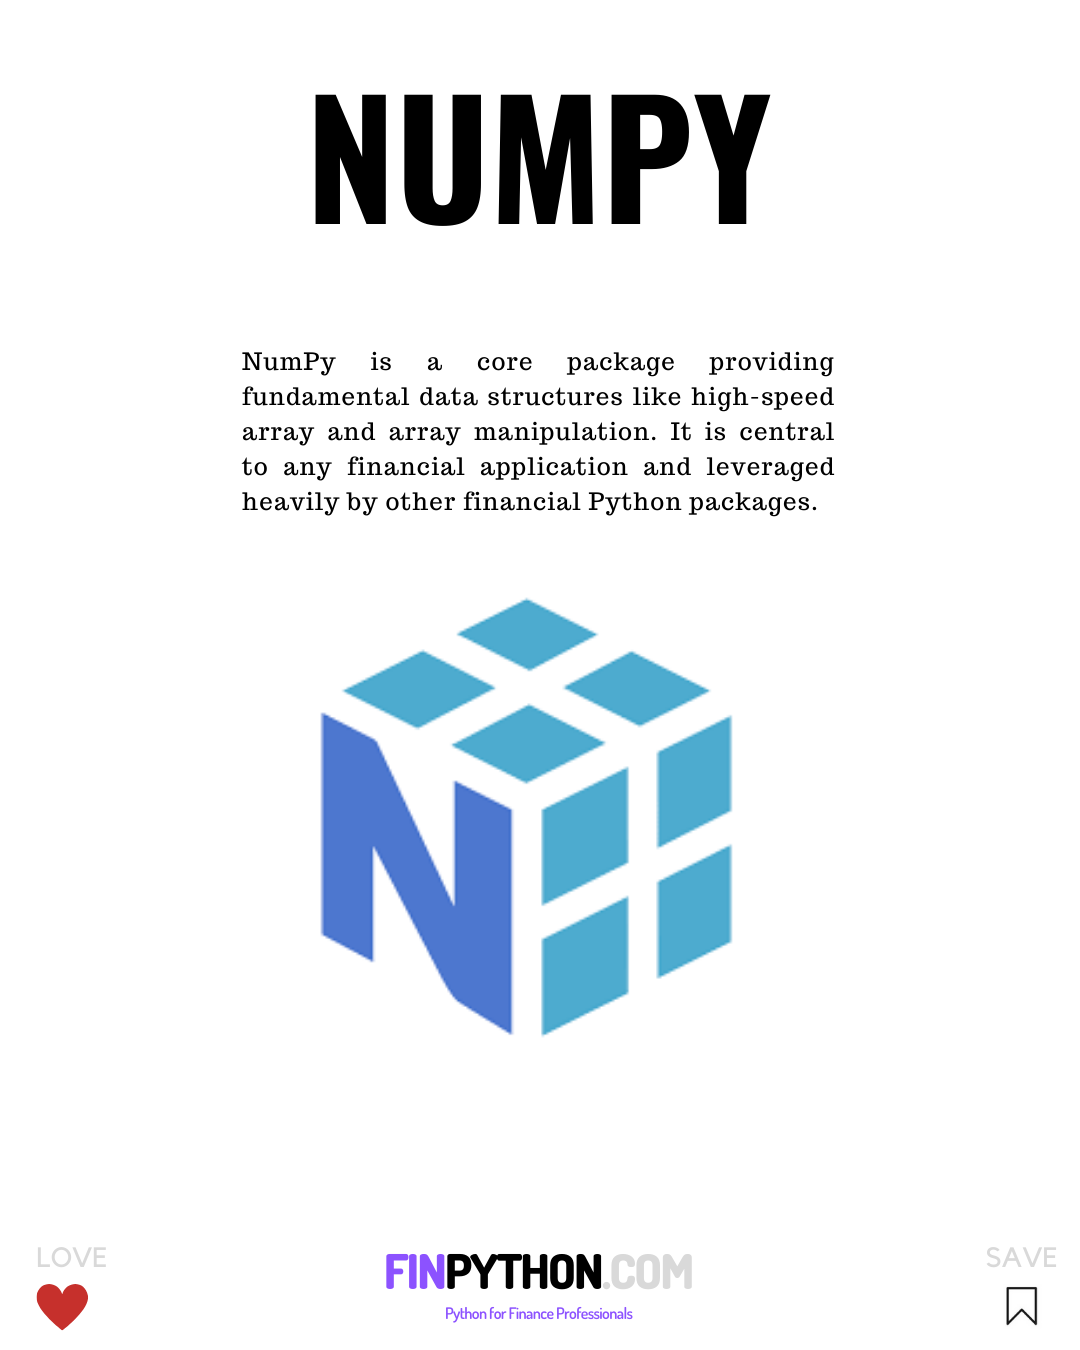 NUMPY
NumPy is a core package providing
fundamental data structures like high-speed
array and array manipulation. It is central
to any financial application and leveraged
heavily by other financial Python packages.
N
LOVE
FINPYTHON.COM
SAVE
Python for Finance Professionals